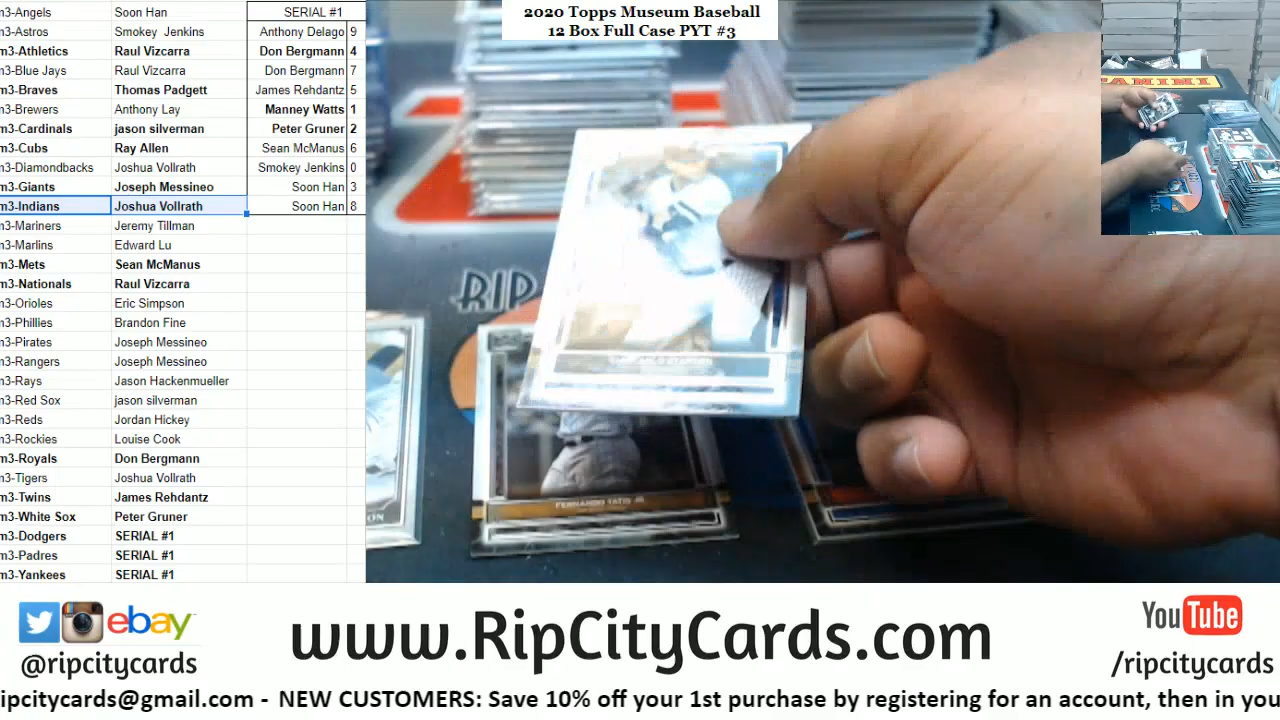 m3-Angels Soon Han SERIAL #1
m3-Astros Smokey Jenkins Anthony Delago 9
m3-Athletics Raul Vizcarra Don Bergmann 4
m3-Blue Jays Raul Vizcarra Don Bergmann 7
m3-Braves Thomas Padgett James Rehdantz 5
m3-Brewers Anthony Lay Manney Watts 1
m3-Cardinals jason silverman Peter Gruner 2
m3-Cubs Ray Allen Sean McManus 6
m3-Diamondbacks Joshua Vollrath Smokey Jenkins 0
m3-Giants Joseph Messineo Soon Han 3
m3-Indians Joshua Vollrath Soon Han 8
m3-Mariners Jeremy Tillman
m3-Marlins Edward Lu
m3-Mets Sean McManus
m3-Nationals Raul Vizcarra
m3-Orioles Eric Simpson
m3-Phillies Brandon Fine
m3-Pirates Joseph Messineo
m3-Rangers Joseph Messineo
m3-Rays Jason Hackenmueller
m3-Red Sox jason silverman
m3-Reds Jordan Hickey
m3-Rockies Louise Cook
m3-Royals Don Bergmann
m3-Tigers Joshua Vollrath
m3-Twins James Rehdantz
m3-White Sox Peter Gruner
m3-Dodgers SERIAL #1
m3-Padres SERIAL #1
m3-Yankees SERIAL #1
2020 Topps Museum Baseball
12 Box Full Case PYT #3
PANINI
RIP
FERNANDO TATIS JR.
ON
ebay
@ripcitycards
www.RipCityCards.com
YouTube
/ripcitycards
ripcitycards@gmail.com - NEW CUSTOMERS: Save 10% off your 1st purchase by registering for an account, then in you